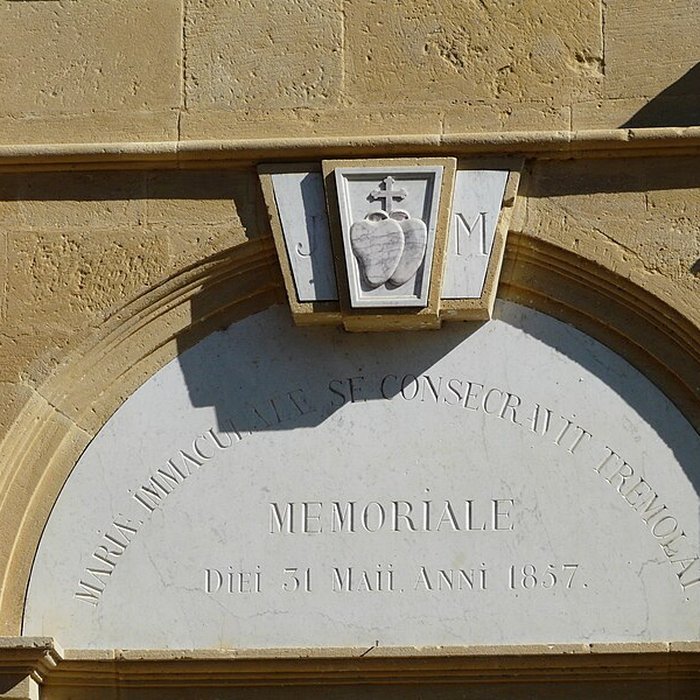 J M
MARIÆ. IMMACULATÆ SE CONSECRAVIT TREMOLAT
MEMORIALE
DIEI 31 MAII. ANNI 1857.